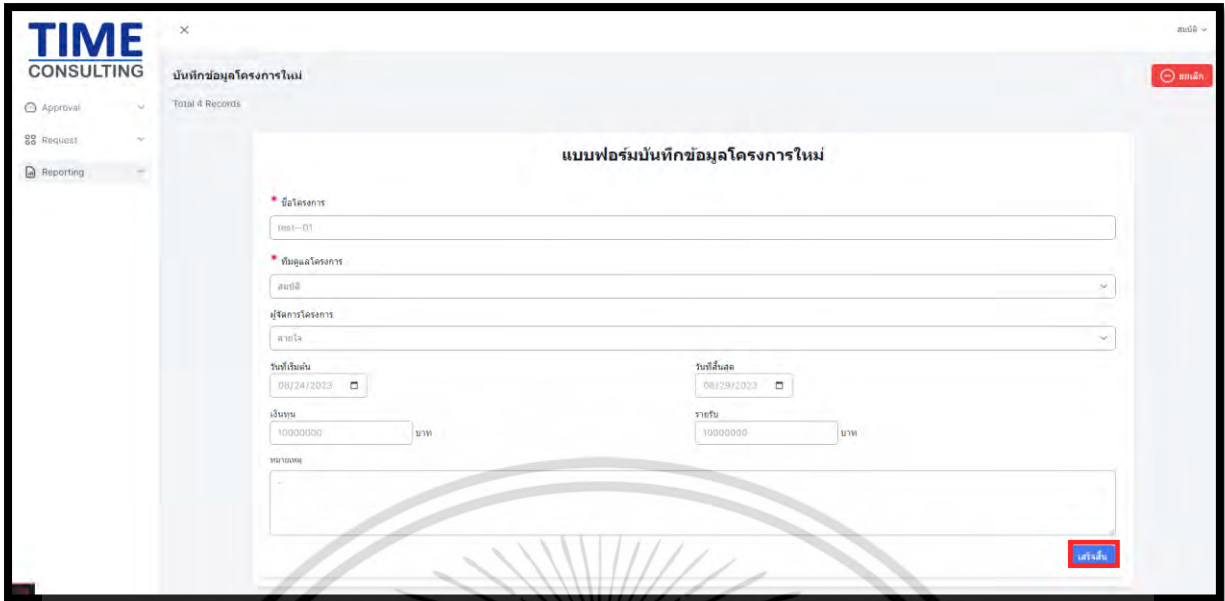 TIME
CONSULTING
สมบัติ
บันทึกข้อมูลโครงการใหม่
ยกเลิก
Total 4 Records
Approval
Request
Reporting
แบบฟอร์มบันทึกข้อมูลโครงการใหม่
* ชื่อโครงการ
test--01
* ทีมดูแลโครงการ
สมบัติ
ผู้จัดการโครงการ
สายใจ
วันที่เริ่มต้น
วันที่สิ้นสุด
08/24/2023
08/29/2023
เงินทุน
รายรับ
10000000 บาท
10000000 บาท
หมายเหตุ
เสร็จสิ้น